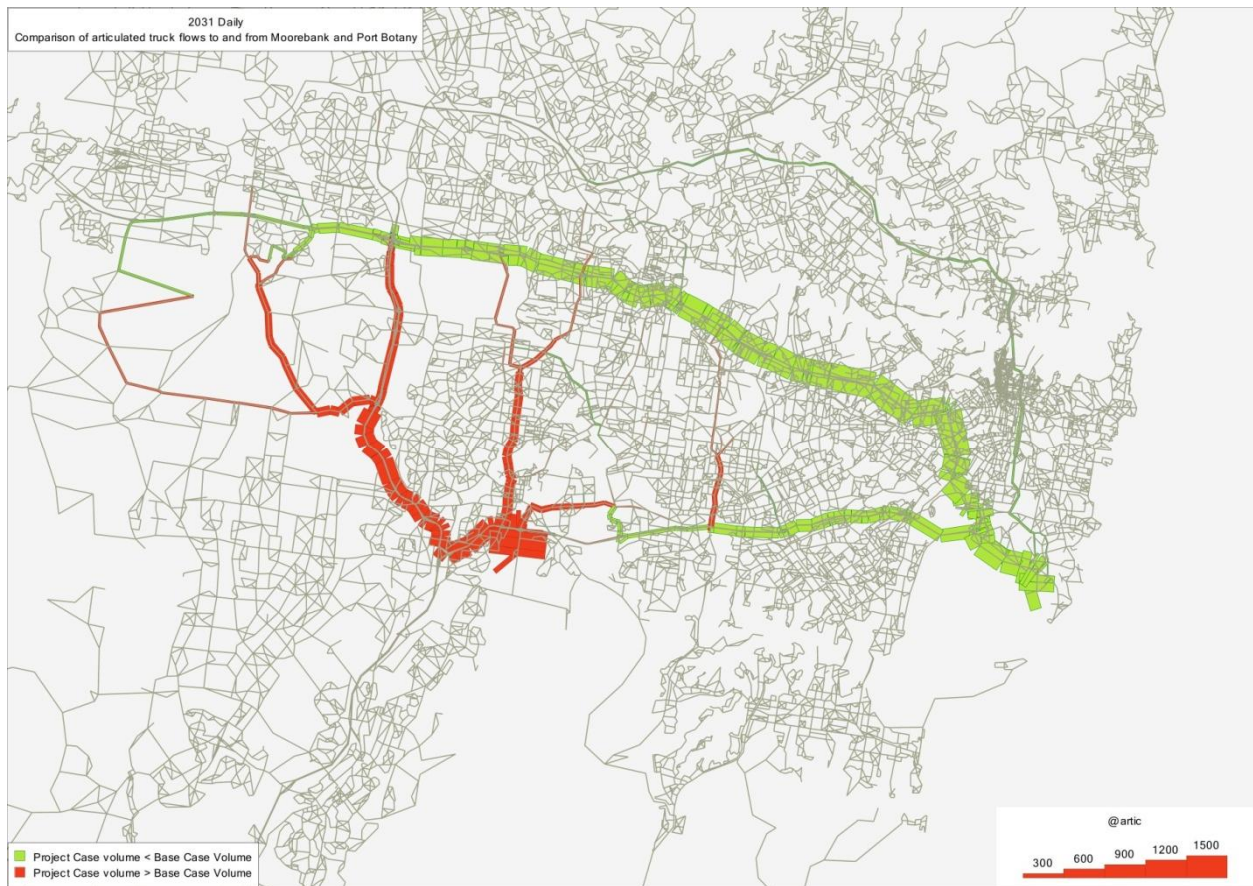 2031 Daily
Comparison of articulated truck flows to and from Moorebank and Port Botany
Project Case volume < Base Case Volume
Project Case volume > Base Case Volume
@artic
300 600 900 1200 1500